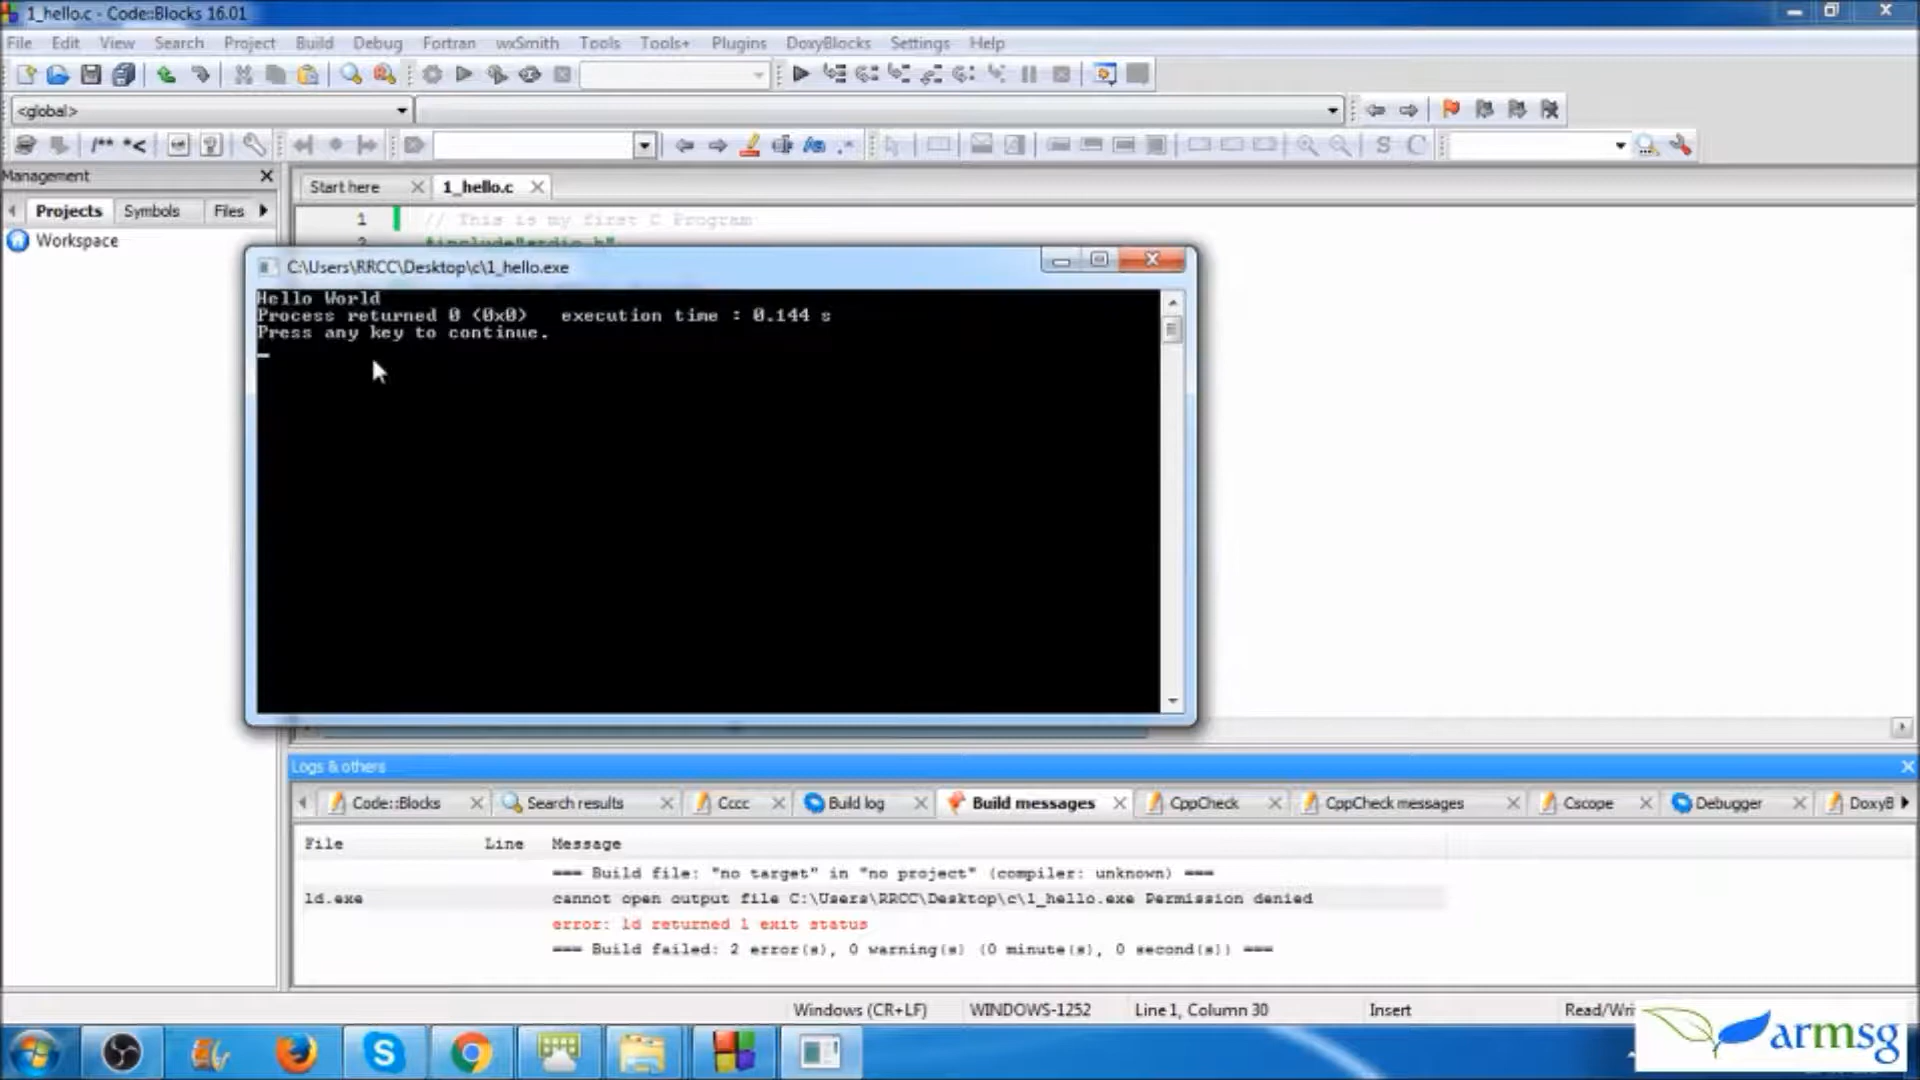 1_hello.c - Code::Blocks 16.01
File Edit View Search Project Build Debug Fortran wxSmith Tools Tools+ Plugins DoxyBlocks Settings Help
<global>
/** *<
S C
Management
Start here 1_hello.c
Projects Symbols Files
1 // This is my first C Program
2 #include"stdio.h"
Workspace
C:\Users\RRCC\Desktop\c\1_hello.exe
Hello World
Process returned 0 (0x0) execution time : 0.144 s
Press any key to continue.
Logs & others
Code::Blocks Search results Cccc Build log Build messages CppCheck CppCheck messages Cscope Debugger DoxyB
File Line Message
=== Build file: "no target" in "no project" (compiler: unknown) ===
ld.exe cannot open output file C:\Users\RRCC\Desktop\c\1_hello.exe Permission denied
error: ld returned 1 exit status
=== Build failed: 2 error(s), 0 warning(s) (0 minute(s), 0 second(s)) ===
Windows (CR+LF) WINDOWS-1252 Line 1, Column 30 Insert Read/Wri
armsg